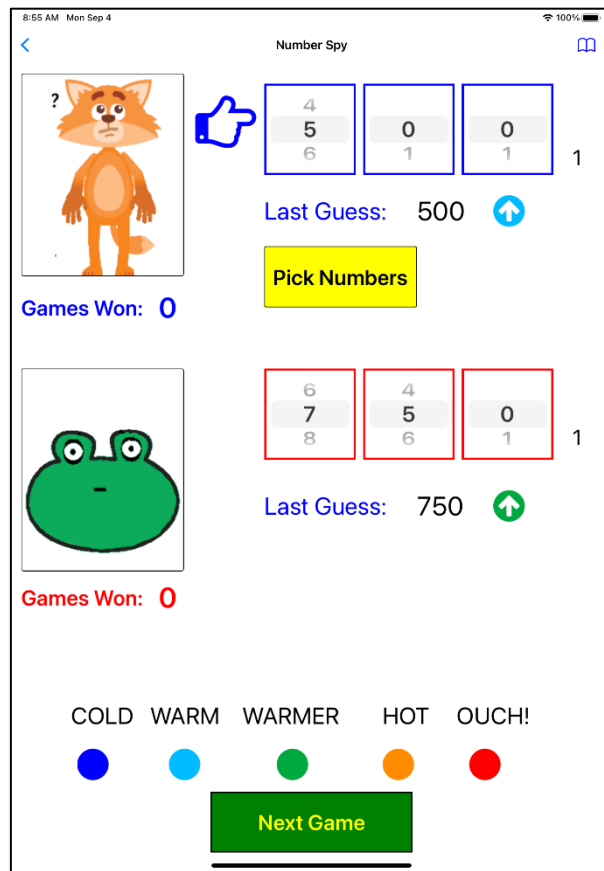 8:55 AM Mon Sep 4
100%
Number Spy
?
4
5 0 0
6 1 1
1
Last Guess: 500
Pick Numbers
Games Won: 0
6 4
7 5 0
8 6 1
1
Last Guess: 750
Games Won: 0
COLD WARM WARMER HOT OUCH!
Next Game